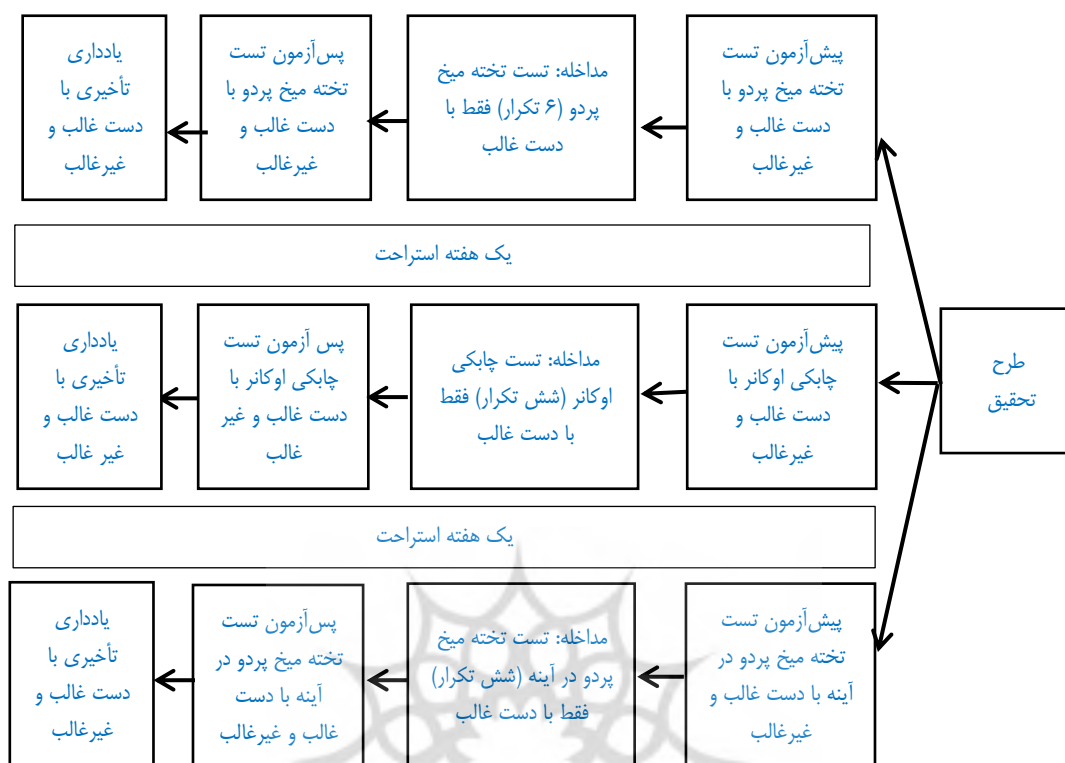 طرح
تحقیق
پیش‌آزمون تست
تخته میخ پردو با
دست غالب و
غیرغالب
مداخله: تست تخته میخ
پردو (۶ تکرار) فقط با
دست غالب
پس‌آزمون تست
تخته میخ پردو با
دست غالب و
غیرغالب
یادداری
تأخیری با
دست غالب و
غیرغالب
یک هفته استراحت
پیش‌آزمون تست
چابکی اوکانر با
دست غالب و
غیرغالب
مداخله: تست چابکی
اوکانر (شش تکرار) فقط
با دست غالب
پس آزمون تست
چابکی اوکانر با
دست غالب و غیر
غالب
یادداری
تأخیری با
دست غالب و
غیر غالب
یک هفته استراحت
پیش‌آزمون تست
تخته میخ پردو در
آینه با دست غالب و
غیرغالب
مداخله: تست تخته میخ
پردو در آینه (شش تکرار)
فقط با دست غالب
پس‌آزمون تست
تخته میخ پردو در
آینه با دست
غالب و غیرغالب
یادداری
تأخیری با
دست غالب و
غیرغالب